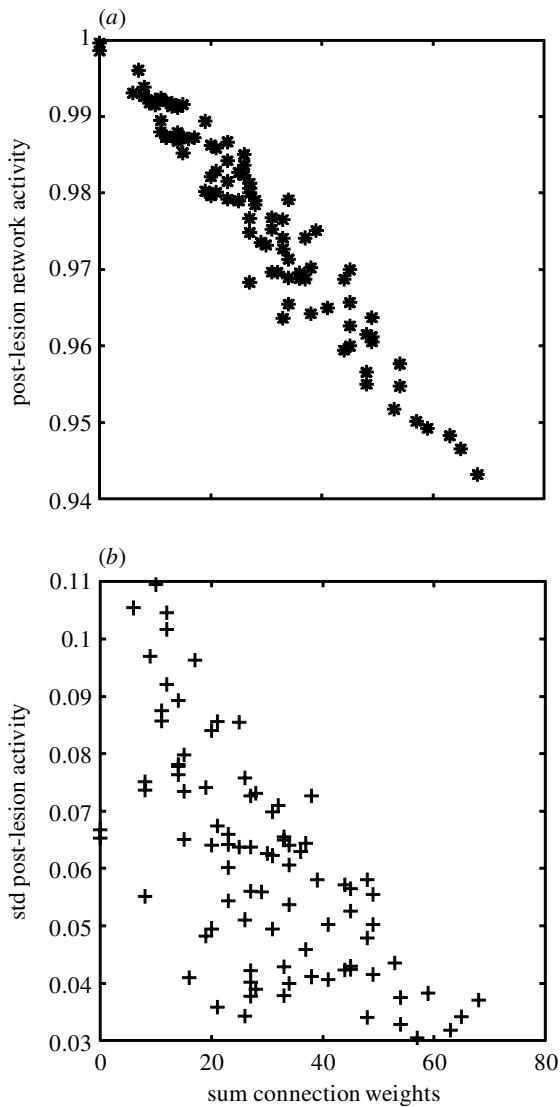 (a)
1
0.99
0.98
0.97
0.96
0.95
0.94
post-lesion network activity
(b)
0.11
0.1
0.09
0.08
0.07
0.06
0.05
0.04
0.03
std post-lesion activity
0 20 40 60 80
sum connection weights